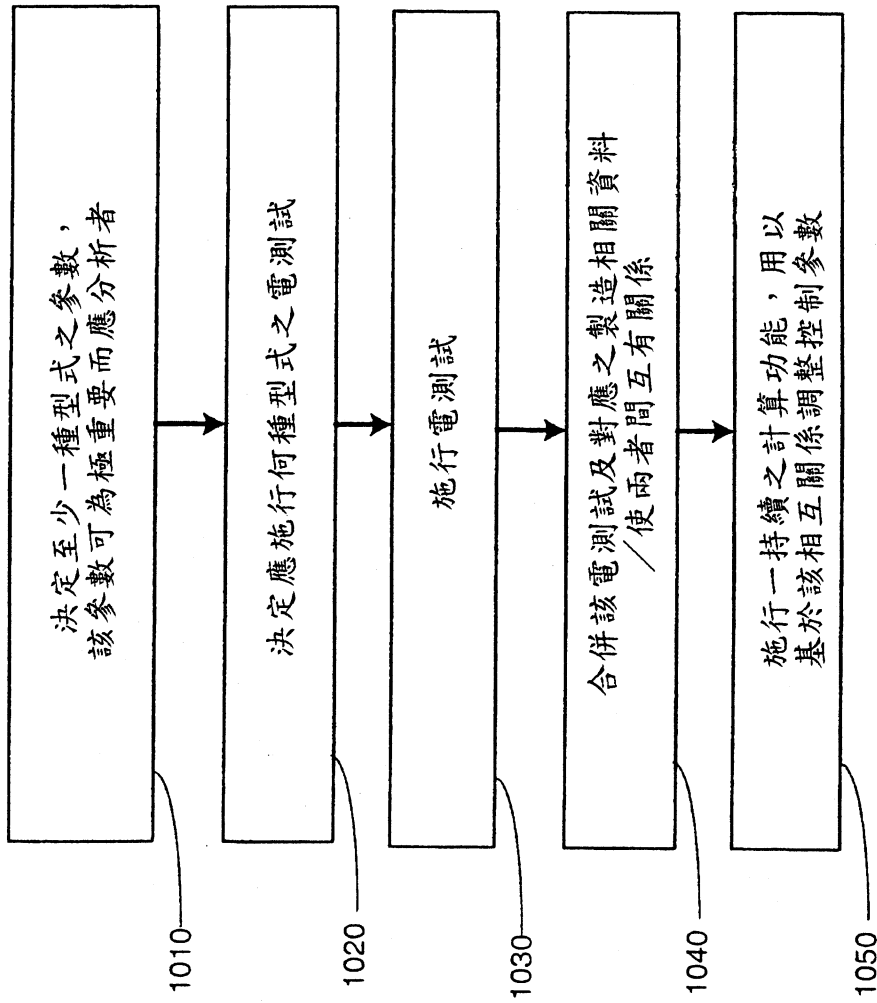 決定至少一種型式之參數，
該參數可為極重要而應分析者
1010
決定應施行何種型式之電測試
1020
施行電測試
1030
合併該電測試及對應之製造相關資料
／使兩者間互有關係
1040
施行一持續之計算功能，用以
基於該相互關係調整控制參數
1050